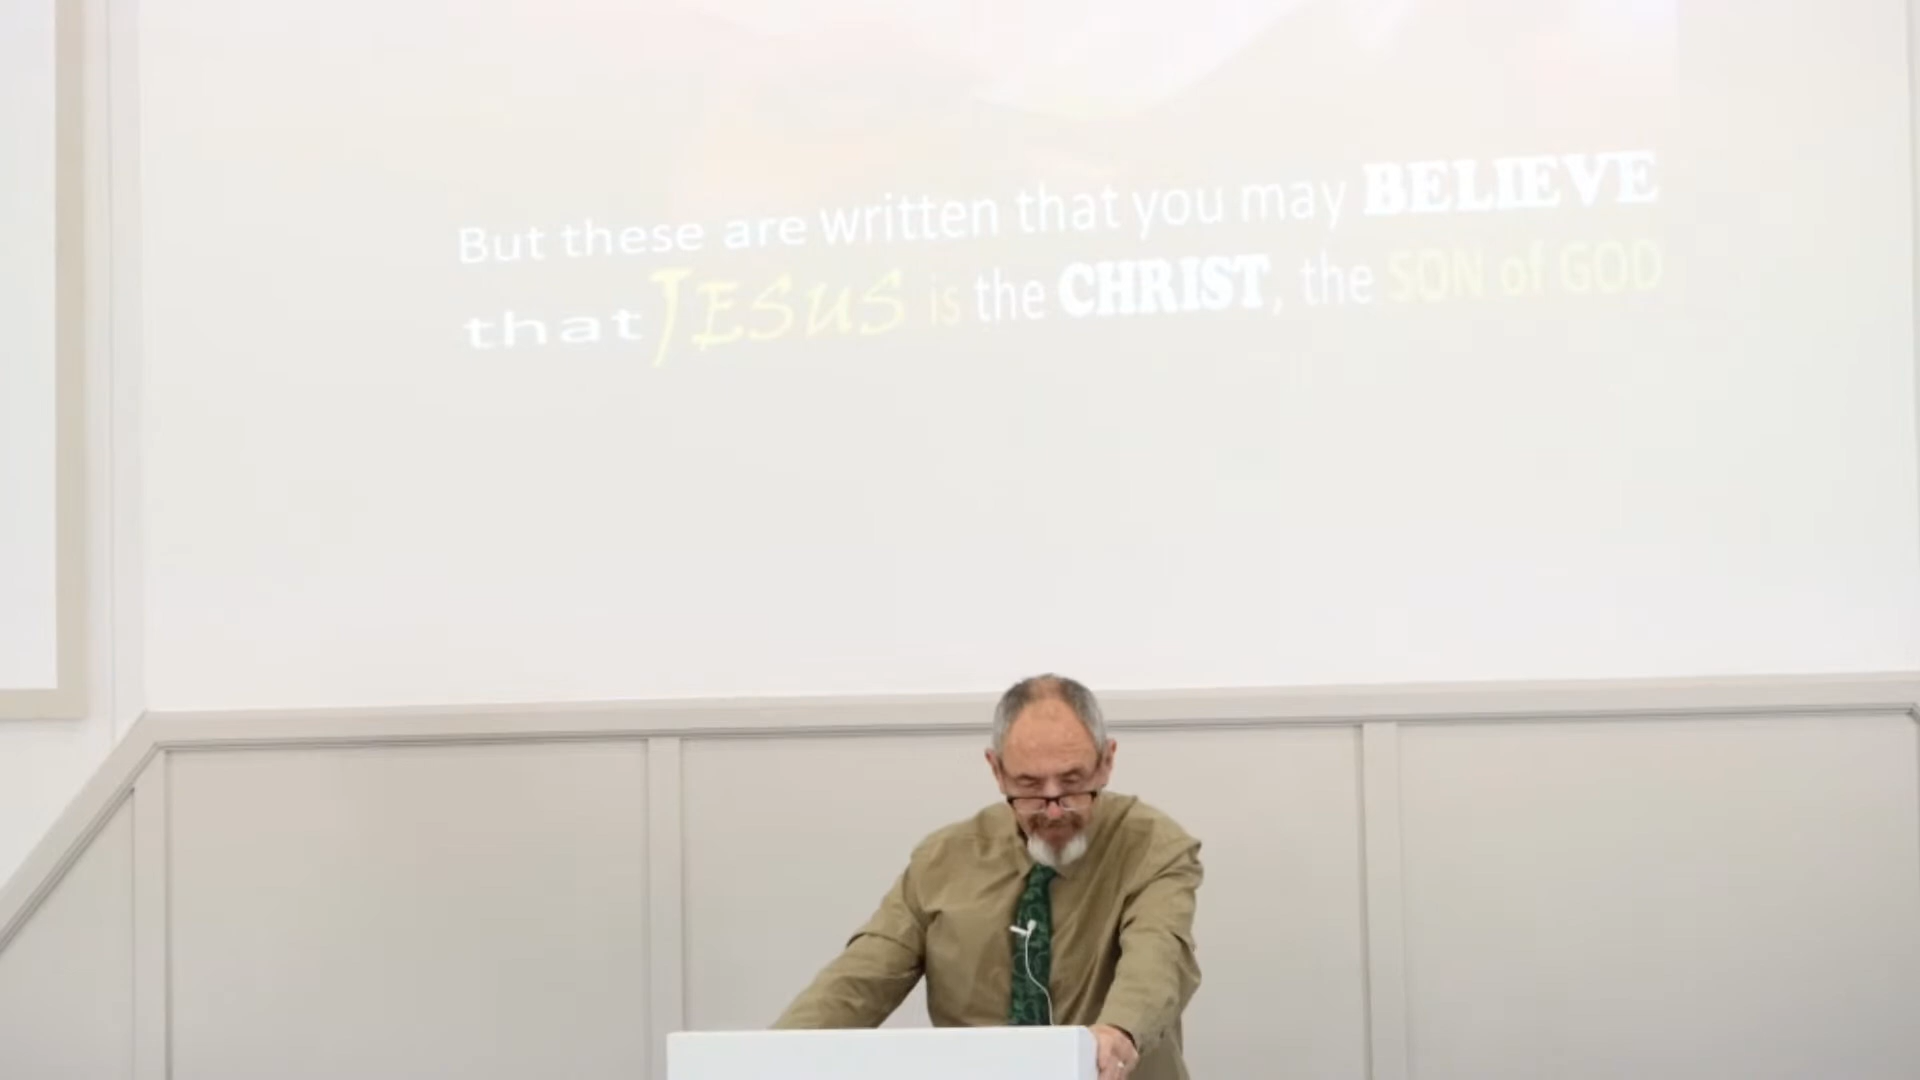 But these are written that you may BELIEVE
that JESUS is the CHRIST, the SON of GOD